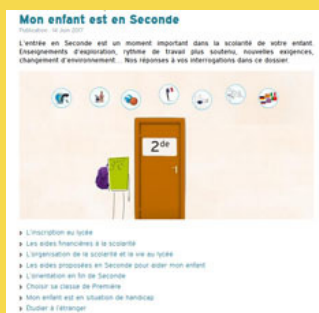 Mon enfant est en Seconde
Publication : 14 Juin 2017
L'entrée en Seconde est un moment important dans la scolarité de votre enfant.
Enseignements d'exploration, rythme de travail plus soutenu, nouvelles exigences,
changement d'environnement... Nos réponses à vos interrogations dans ce dossier.
2de
L'inscription au lycée
Les aides financières à la scolarité
L'organisation de la scolarité et la vie au lycée
Les aides proposées en Seconde pour aider mon enfant
L'orientation en fin de Seconde
Choisir sa classe de Première
Mon enfant est en situation de handicap
Étudier à l'étranger